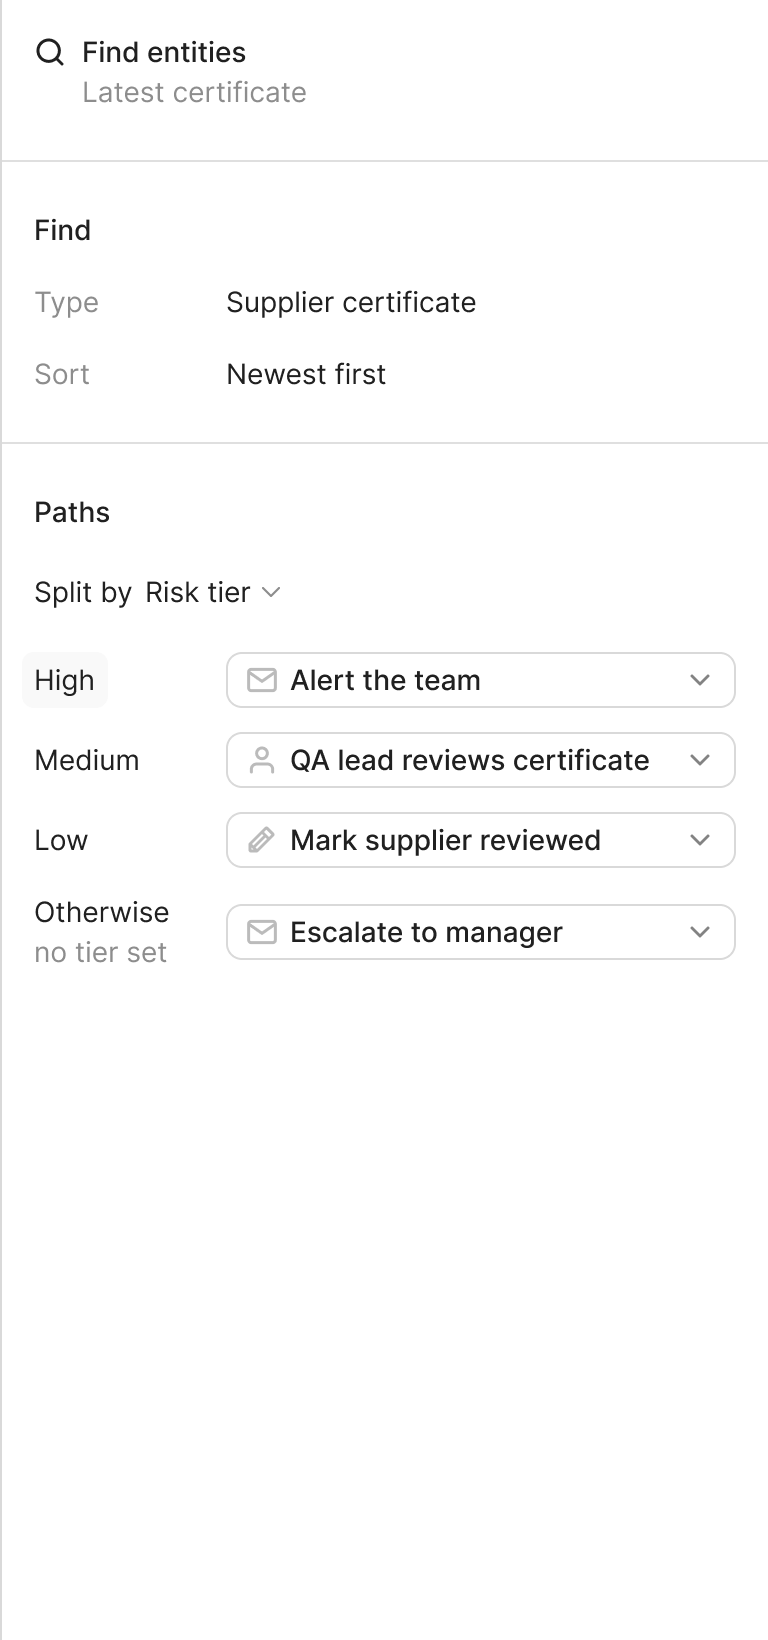 Find entities
Latest certificate
Find
Type Supplier certificate
Sort Newest first
Paths
Split by Risk tier
High Alert the team
Medium QA lead reviews certificate
Low Mark supplier reviewed
Otherwise
no tier set
Escalate to manager